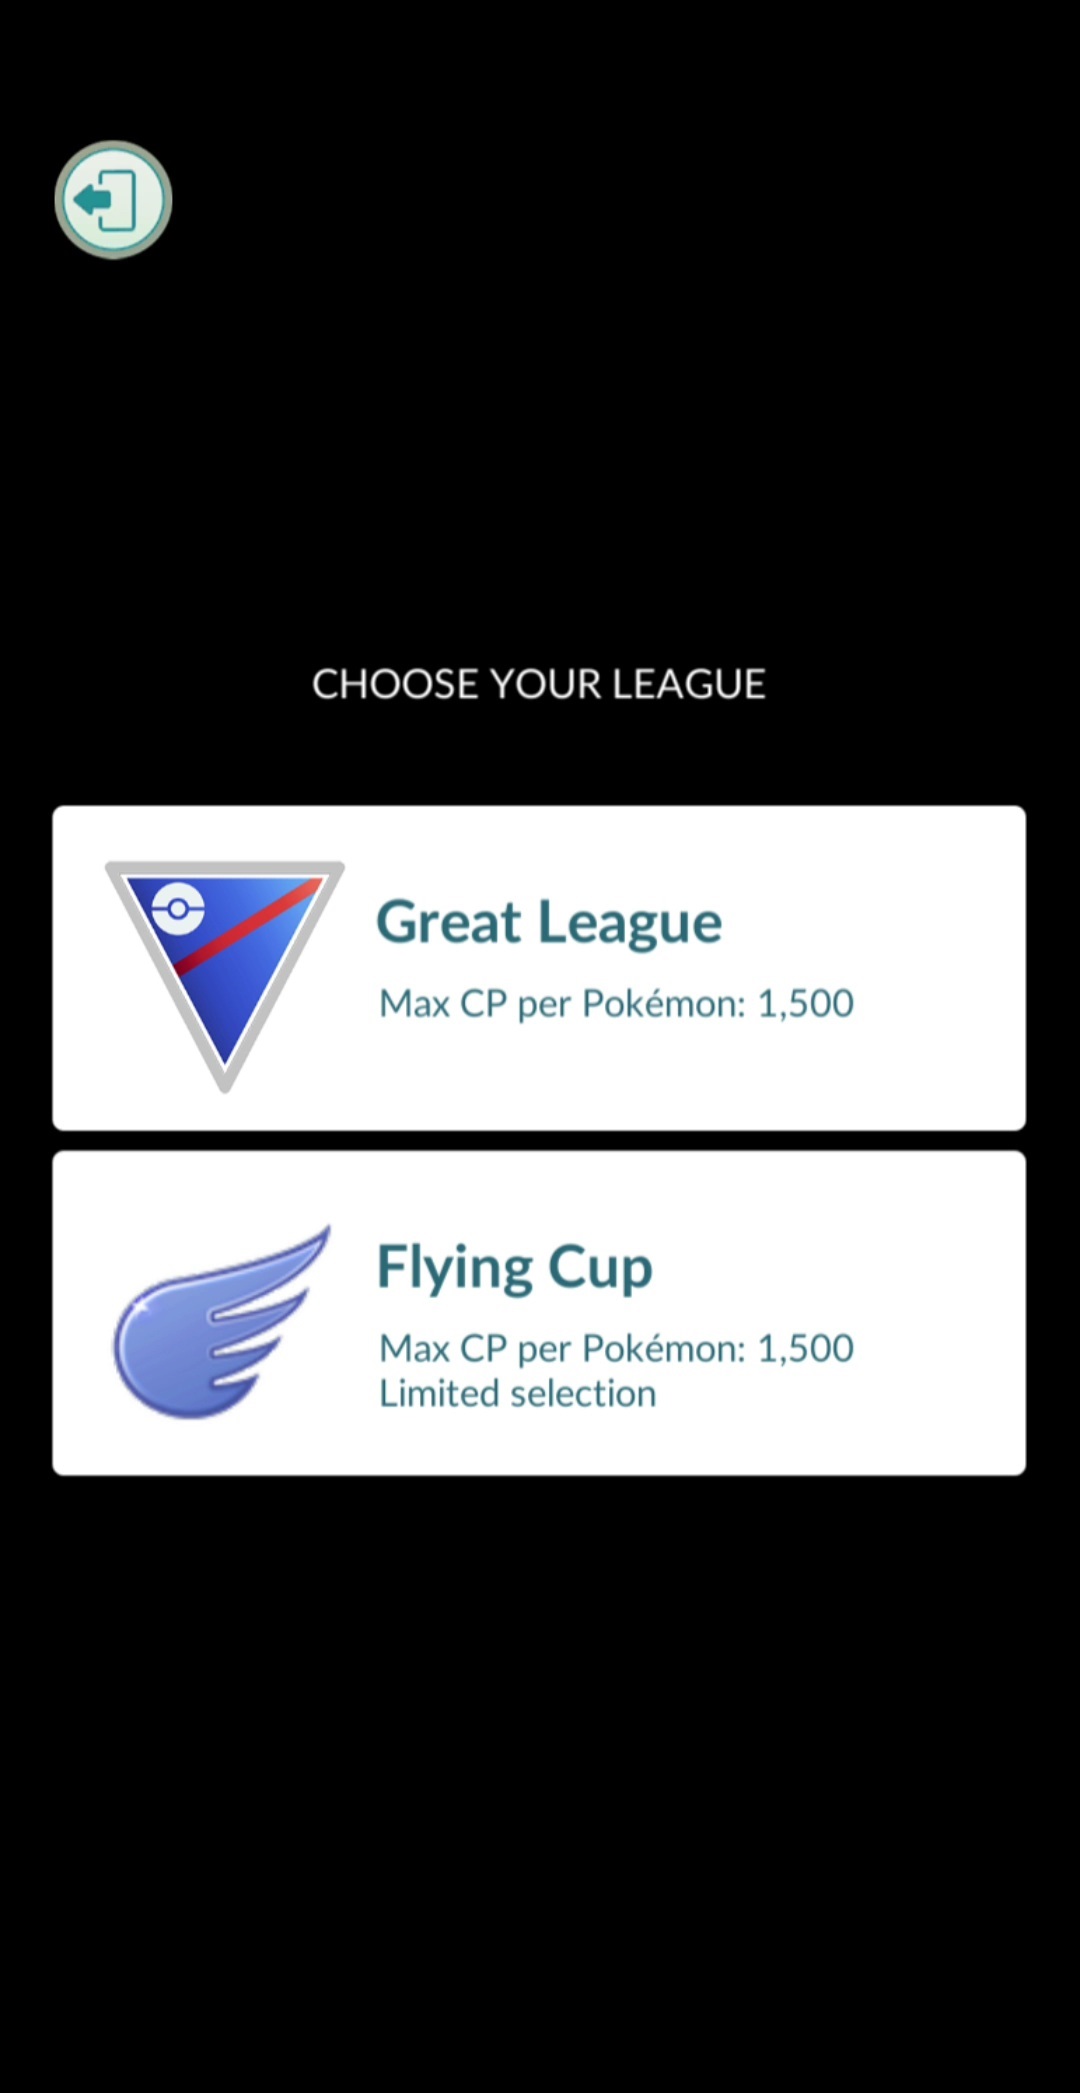 CHOOSE YOUR LEAGUE
Great League
Max CP per Pokémon: 1,500
Flying Cup
Max CP per Pokémon: 1,500
Limited selection